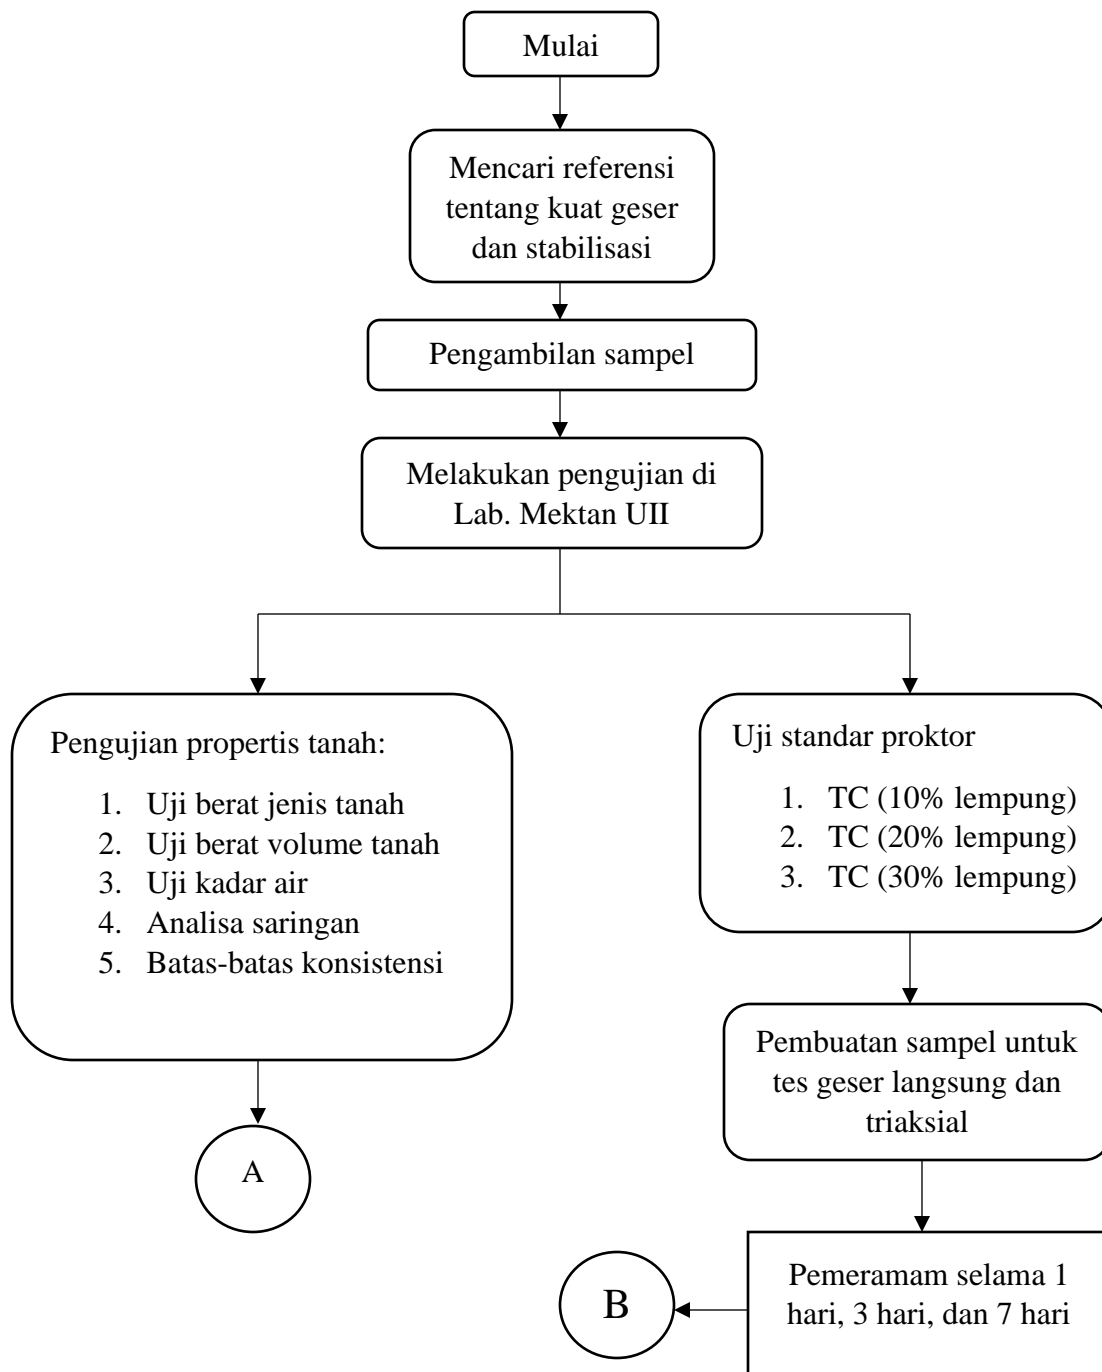 Mulai
Mencari referensi
tentang kuat geser
dan stabilisasi
Pengambilan sampel
Melakukan pengujian di
Lab. Mektan UII
Pengujian propertis tanah:
1. Uji berat jenis tanah
2. Uji berat volume tanah
3. Uji kadar air
4. Analisa saringan
5. Batas-batas konsistensi
A
Uji standar proktor
1. TC (10% lempung)
2. TC (20% lempung)
3. TC (30% lempung)
Pembuatan sampel untuk
tes geser langsung dan
triaksial
Pemeramam selama 1
hari, 3 hari, dan 7 hari
B